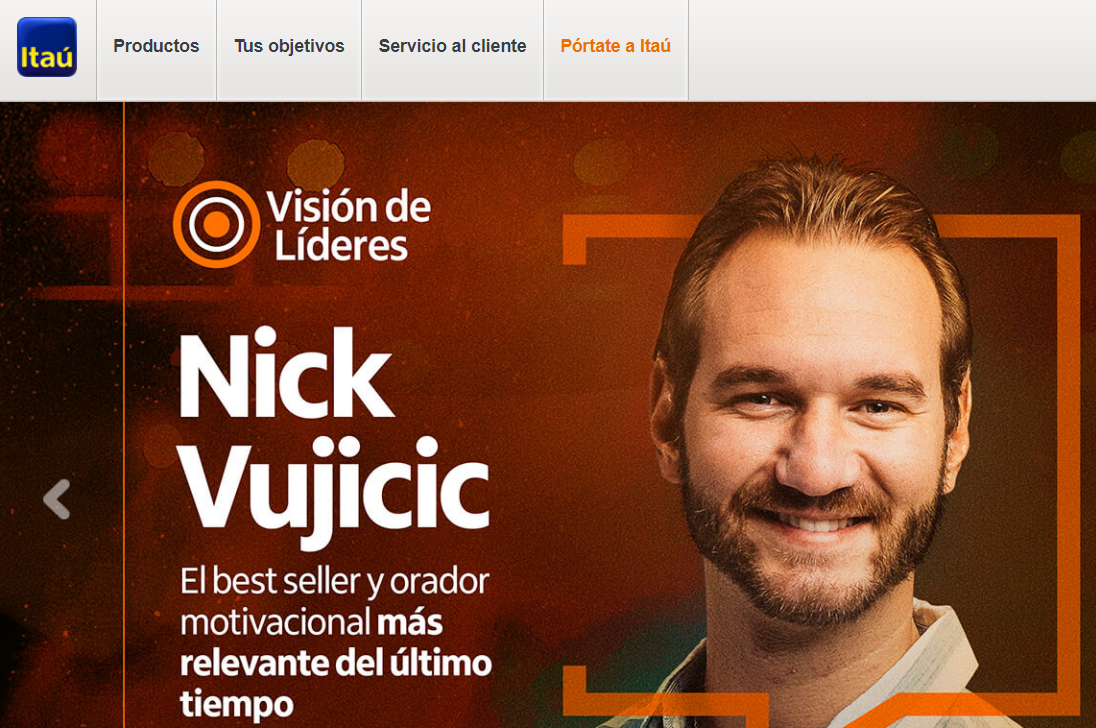 Itaú
Productos
Tus objetivos
Servicio al cliente
Pórtate a Itaú
Visión de
Líderes
Nick
Vujicic
El best seller y orador
motivacional más
relevante del último
tiempo